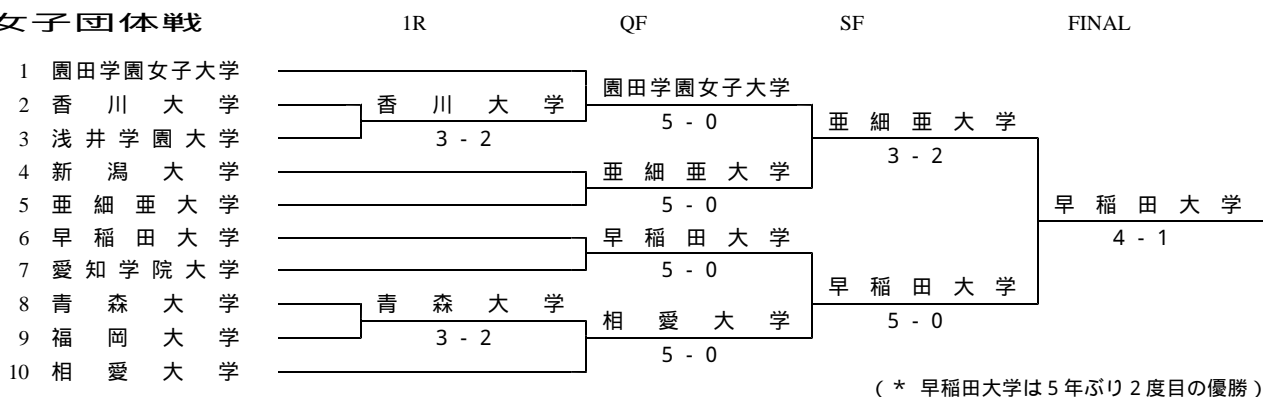 女子団体戦 1R QF SF FINAL
1 園田学園女子大学
園田学園女子大学
2 香川大学 香川大学
5 - 0 亜細亜大学
3 浅井学園大学 3 - 2
3 - 2
4 新潟大学 亜細亜大学
5 亜細亜大学 5 - 0 早稲田大学
6 早稲田大学 早稲田大学 4 - 1
7 愛知学院大学 5 - 0
早稲田大学
8 青森大学 青森大学
相愛大学 5 - 0
9 福岡大学 3 - 2
5 - 0
10 相愛大学
( * 早稲田大学は5年ぶり2度目の優勝)